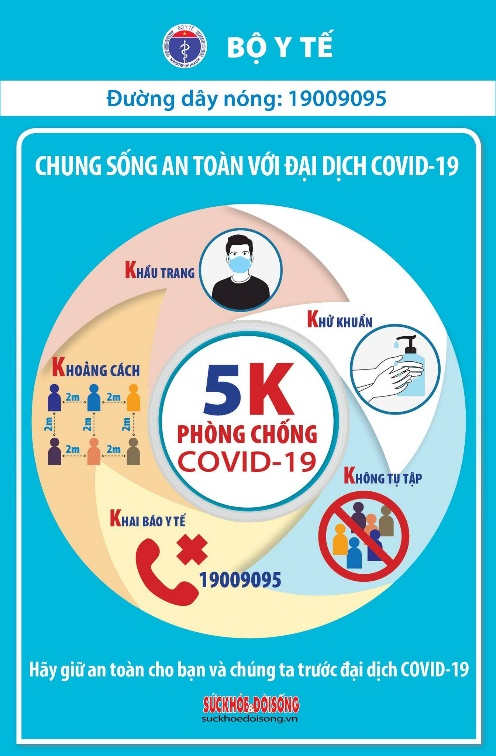 BỘ Y TẾ
BỘ Y TẾ
Đường dây nóng: 19009095
CHUNG SỐNG AN TOÀN VỚI ĐẠI DỊCH COVID-19
KHẨU TRANG
KHỬ KHUẨN
KHOẢNG CÁCH
2m 2m
2m 2m
2m 2m
5K
PHÒNG CHỐNG
COVID-19
KHÔNG TỤ TẬP
KHAI BÁO Y TẾ
19009095
Hãy giữ an toàn cho bạn và chúng ta trước đại dịch COVID-19
SỨC KHỎE & ĐỜI SỐNG
suckhoedoisong.vn